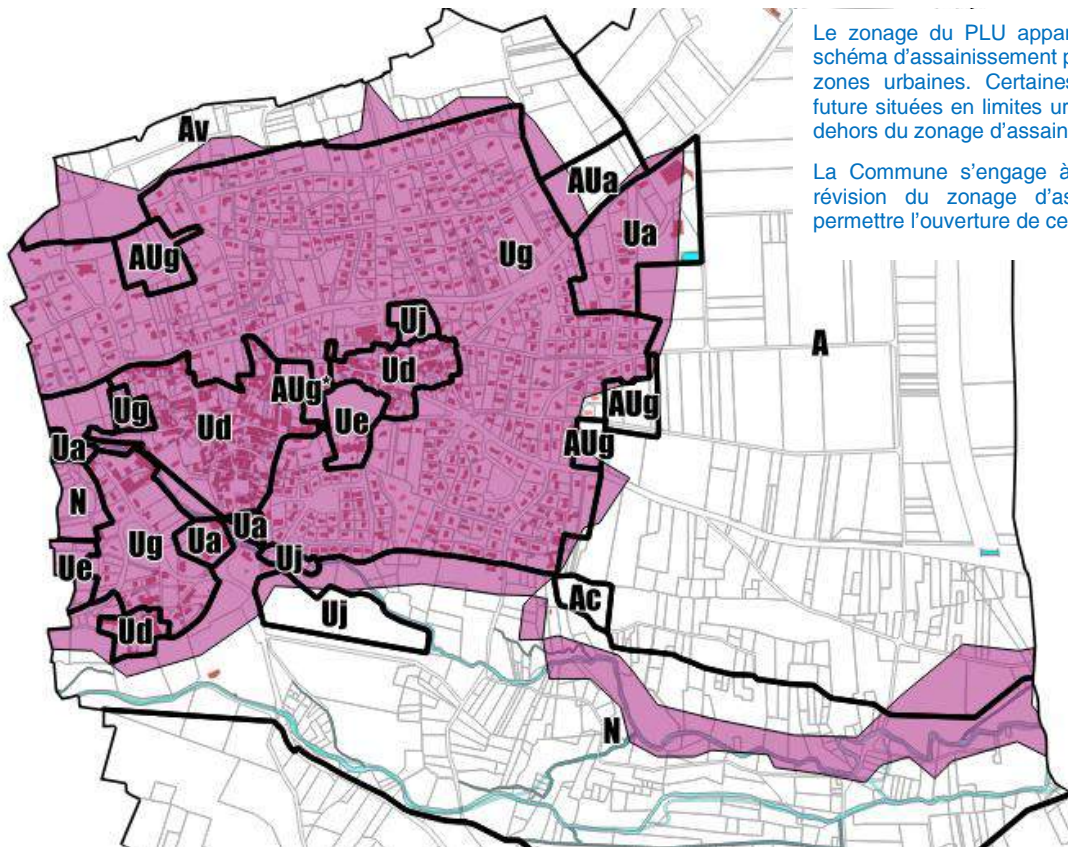 Le zonage du PLU appar
schéma d'assainissement p
zones urbaines. Certaines
future situées en limites ur
dehors du zonage d'assain
La Commune s'engage à
révision du zonage d'as
permettre l'ouverture de ce
Av
AUa
Ua
Ug
AUg
Uj
A
Ud
AUg*
AUg
Ug
Ue
Ud
AUg
Ua
N
Ua
Ug
Ua
Uj
Ue
Ac
Uj
Ud
N